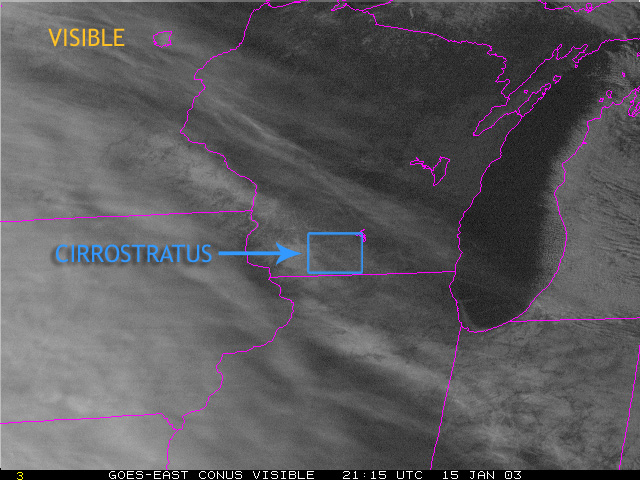 VISIBLE
CIRROSTRATUS
3 GOES-EAST CONUS VISIBLE 21:15 UTC 15 JAN 03